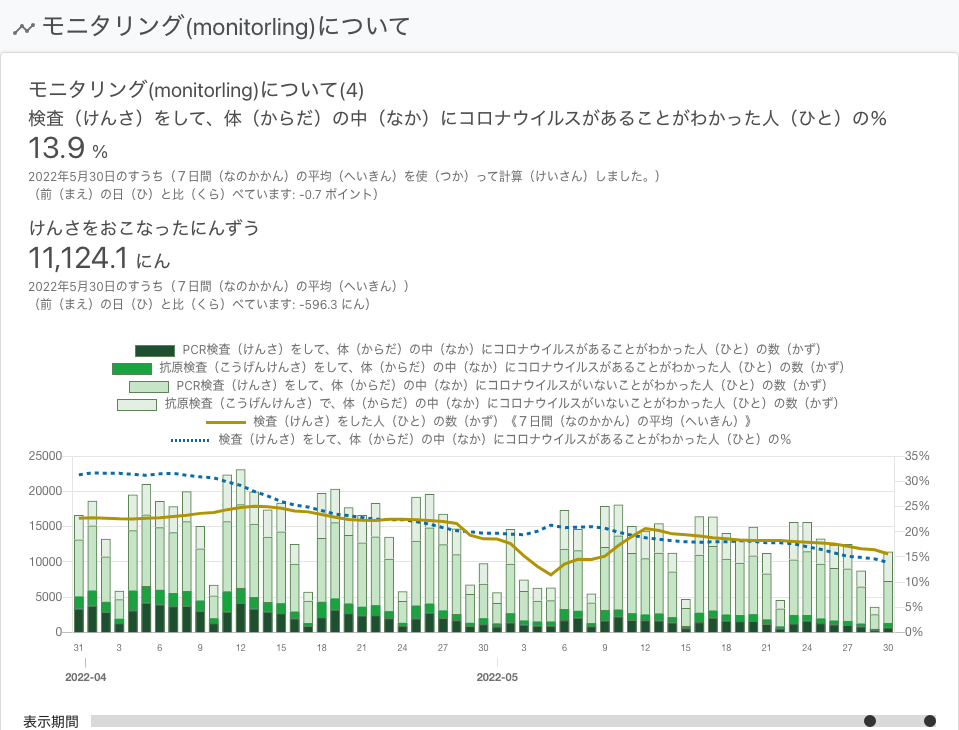 モニタリング(monitorling)について
モニタリング(monitorling)について(4)
検査（けんさ）をして、体（からだ）の中（なか）にコロナウイルスがあることがわかった人（ひと）の％
13.9 %
2022年5月30日のすうち（７日間（なのかかん）の平均（へいきん）を使（つか）って計算（けいさん）しました。）
（前（まえ）の日（ひ）と比（くら）べています: -0.7 ポイント）
けんさをおこなったにんずう
11,124.1 にん
2022年5月30日のすうち（７日間（なのかかん）の平均（へいきん））
（前（まえ）の日（ひ）と比（くら）べています: -596.3 にん）
PCR検査（けんさ）をして、体（からだ）の中（なか）にコロナウイルスがあることがわかった人（ひと）の数（かず）
抗原検査（こうげんけんさ）をして、体（からだ）の中（なか）にコロナウイルスがあることがわかった人（ひと）の数（かず）
PCR検査（けんさ）をして、体（からだ）の中（なか）にコロナウイルスがいないことがわかった人（ひと）の数（かず）
抗原検査（こうげんけんさ）で、体（からだ）の中（なか）にコロナウイルスがいないことがわかった人（ひと）の数（かず）
検査（けんさ）をした人（ひと）の数（かず）《７日間（なのかかん）の平均（へいきん）》
検査（けんさ）をして、体（からだ）の中（なか）にコロナウイルスがあることがわかった人（ひと）の％
25000 35%
30%
20000
25%
15000 20%
15%
10000
10%
5000 5%
0 0%
31 3 6 9 12 15 18 21 24 27 30 3 6 9 12 15 18 21 24 27 30
2022-04 2022-05
表示期間